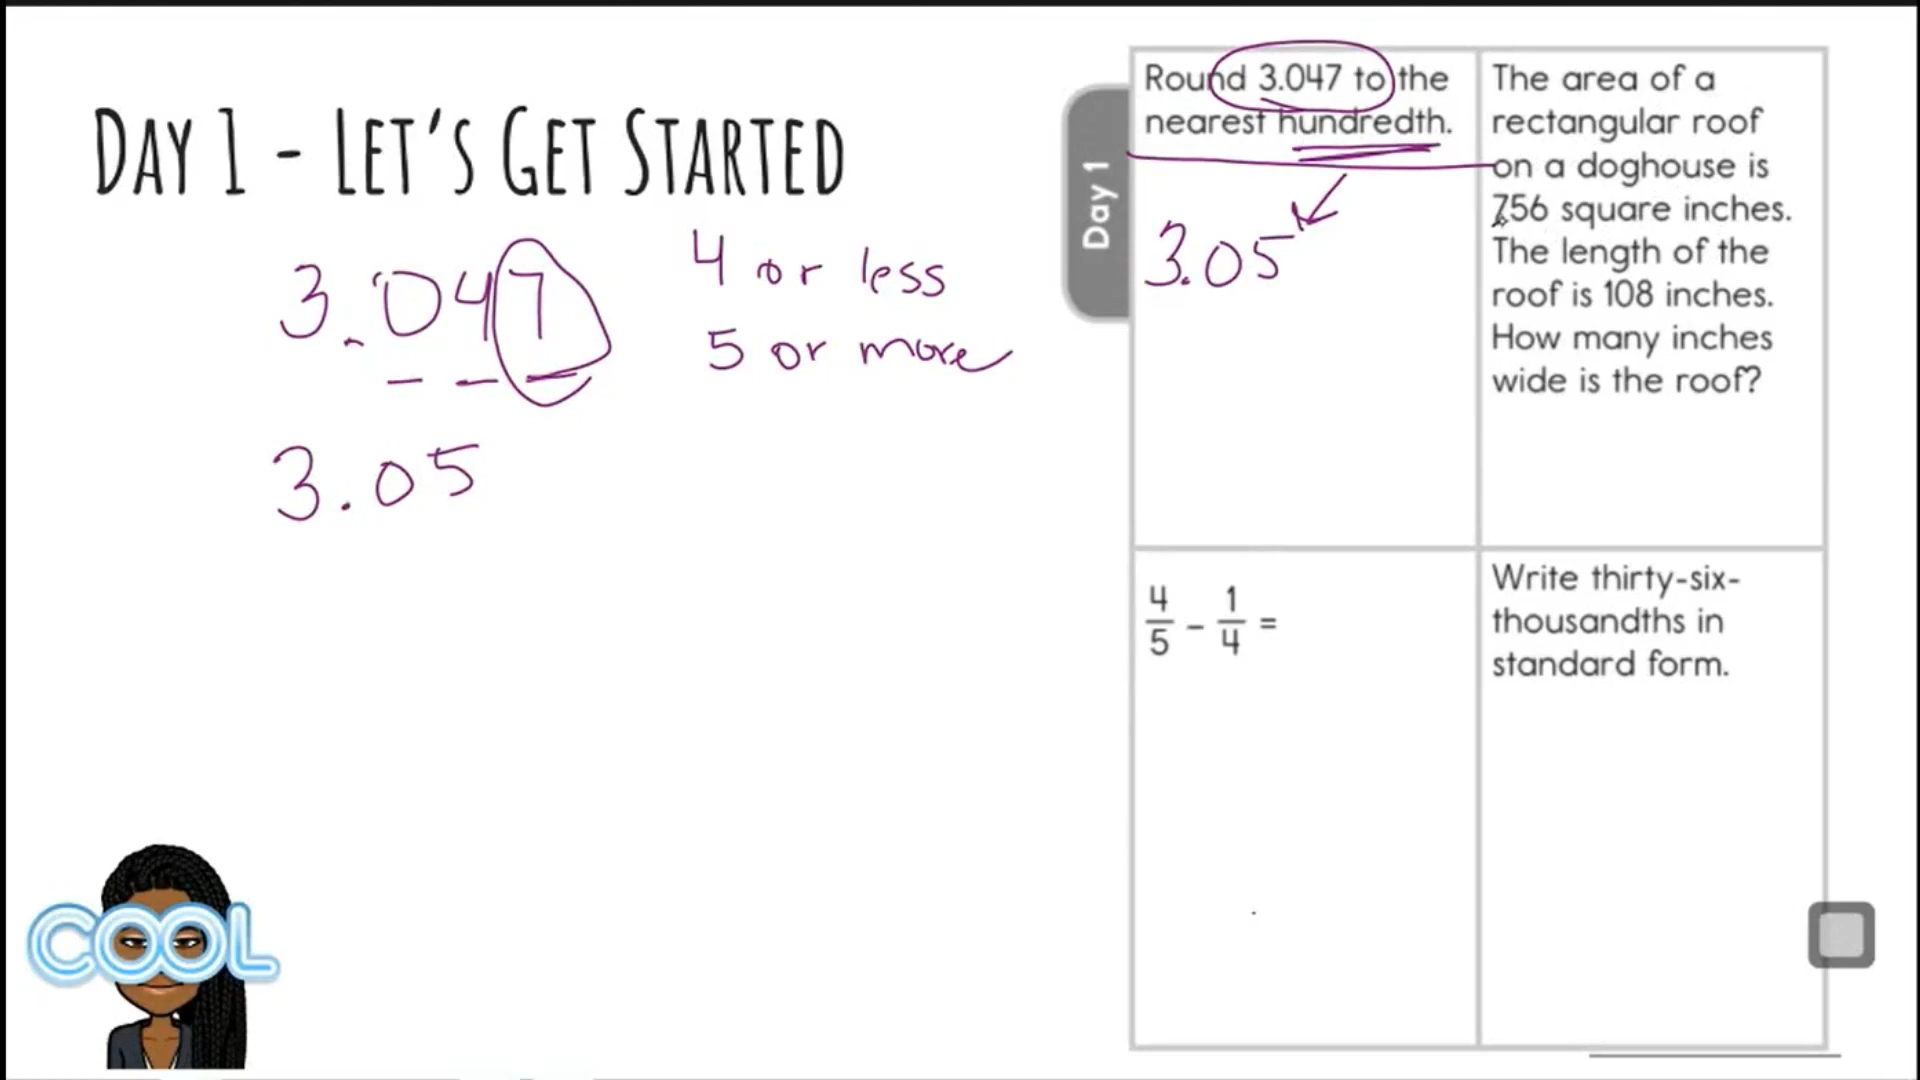 DAY 1 - LET'S GET STARTED
3.047
4 or less
5 or more
3.05
COOL
Day 1
Round 3.047 to the
nearest hundredth.
3.05
The area of a
rectangular roof
on a doghouse is
756 square inches.
The length of the
roof is 108 inches.
How many inches
wide is the roof?
4/5 - 1/4 =
Write thirty-six-
thousandths in
standard form.